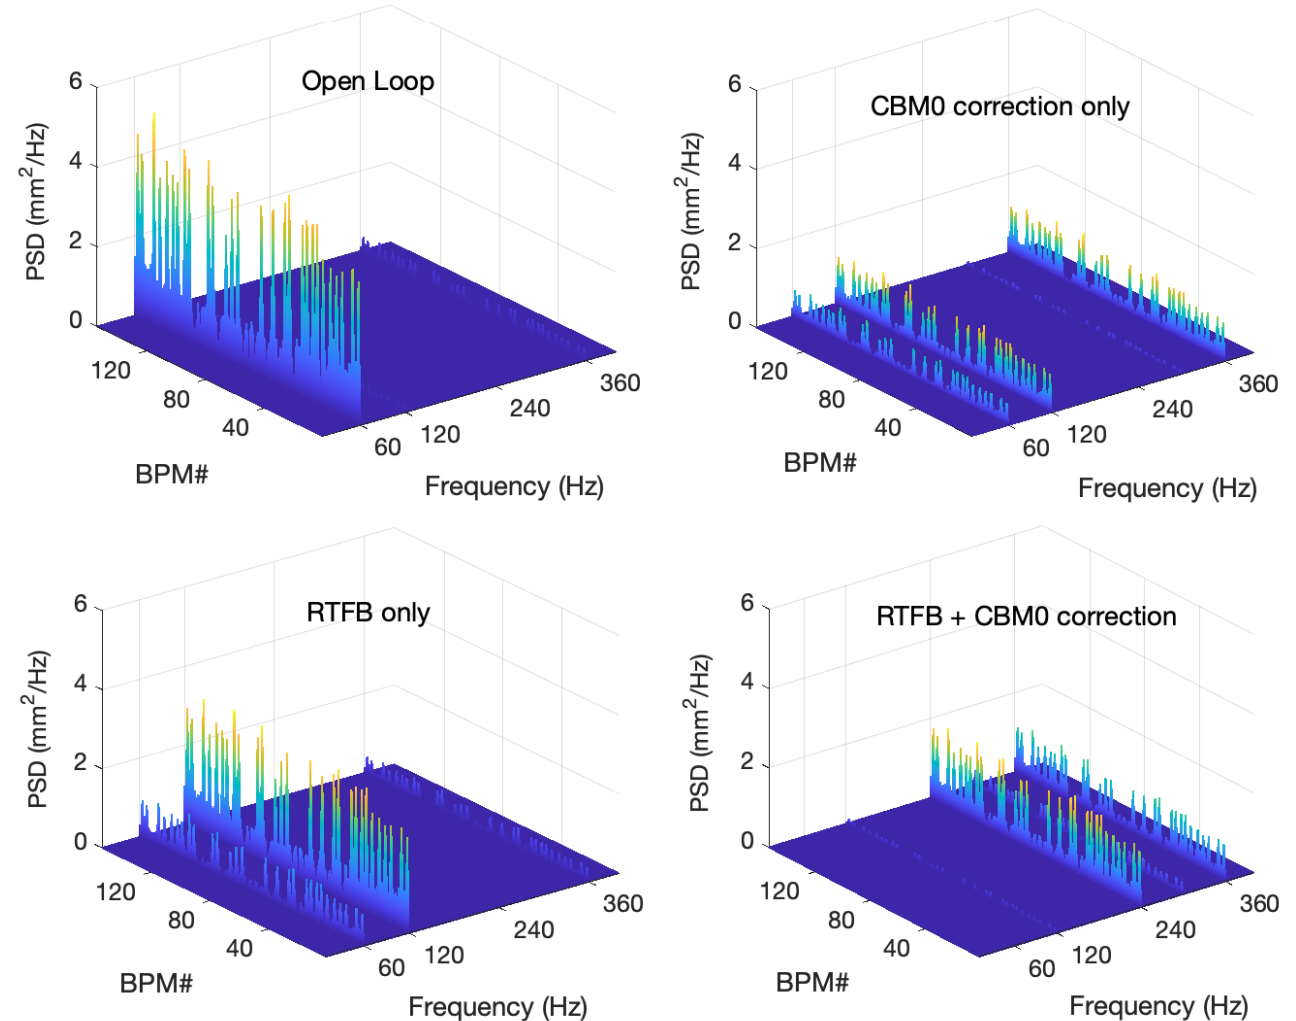 Open Loop
6
4
2
0
PSD (mm²/Hz)
120
80
40
BPM#
60
120
240
360
Frequency (Hz)
CBM0 correction only
6
4
2
0
PSD (mm²/Hz)
120
80
40
BPM#
60
120
240
360
Frequency (Hz)
RTFB only
6
4
2
0
PSD (mm²/Hz)
120
80
40
BPM#
60
120
240
360
Frequency (Hz)
RTFB + CBM0 correction
6
4
2
0
PSD (mm²/Hz)
120
80
40
BPM#
60
120
240
360
Frequency (Hz)